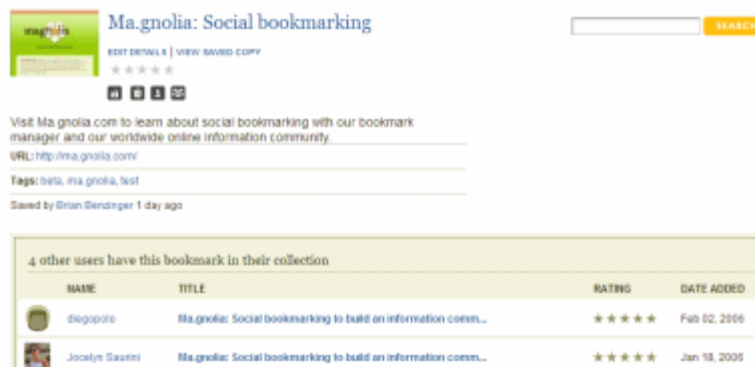 magnolia
Ma.gnolia: Social bookmarking
SEARCH
EDIT DETAILS | VIEW SAVED COPY
Visit Ma.gnolia.com to learn about social bookmarking with our bookmark
manager and our worldwide online information community.
URL: http://ma.gnolia.com/
Tags: beta, ma.gnolia, test
Saved by Brian Benzinger 1 day ago
4 other users have this bookmark in their collection
NAME TITLE RATING DATE ADDED
diegopolo Ma.gnolia: Social bookmarking to build an information comm... Feb 02, 2006
Jocelyn Saurini Ma.gnolia: Social bookmarking to build an information comm... Jan 18, 2006